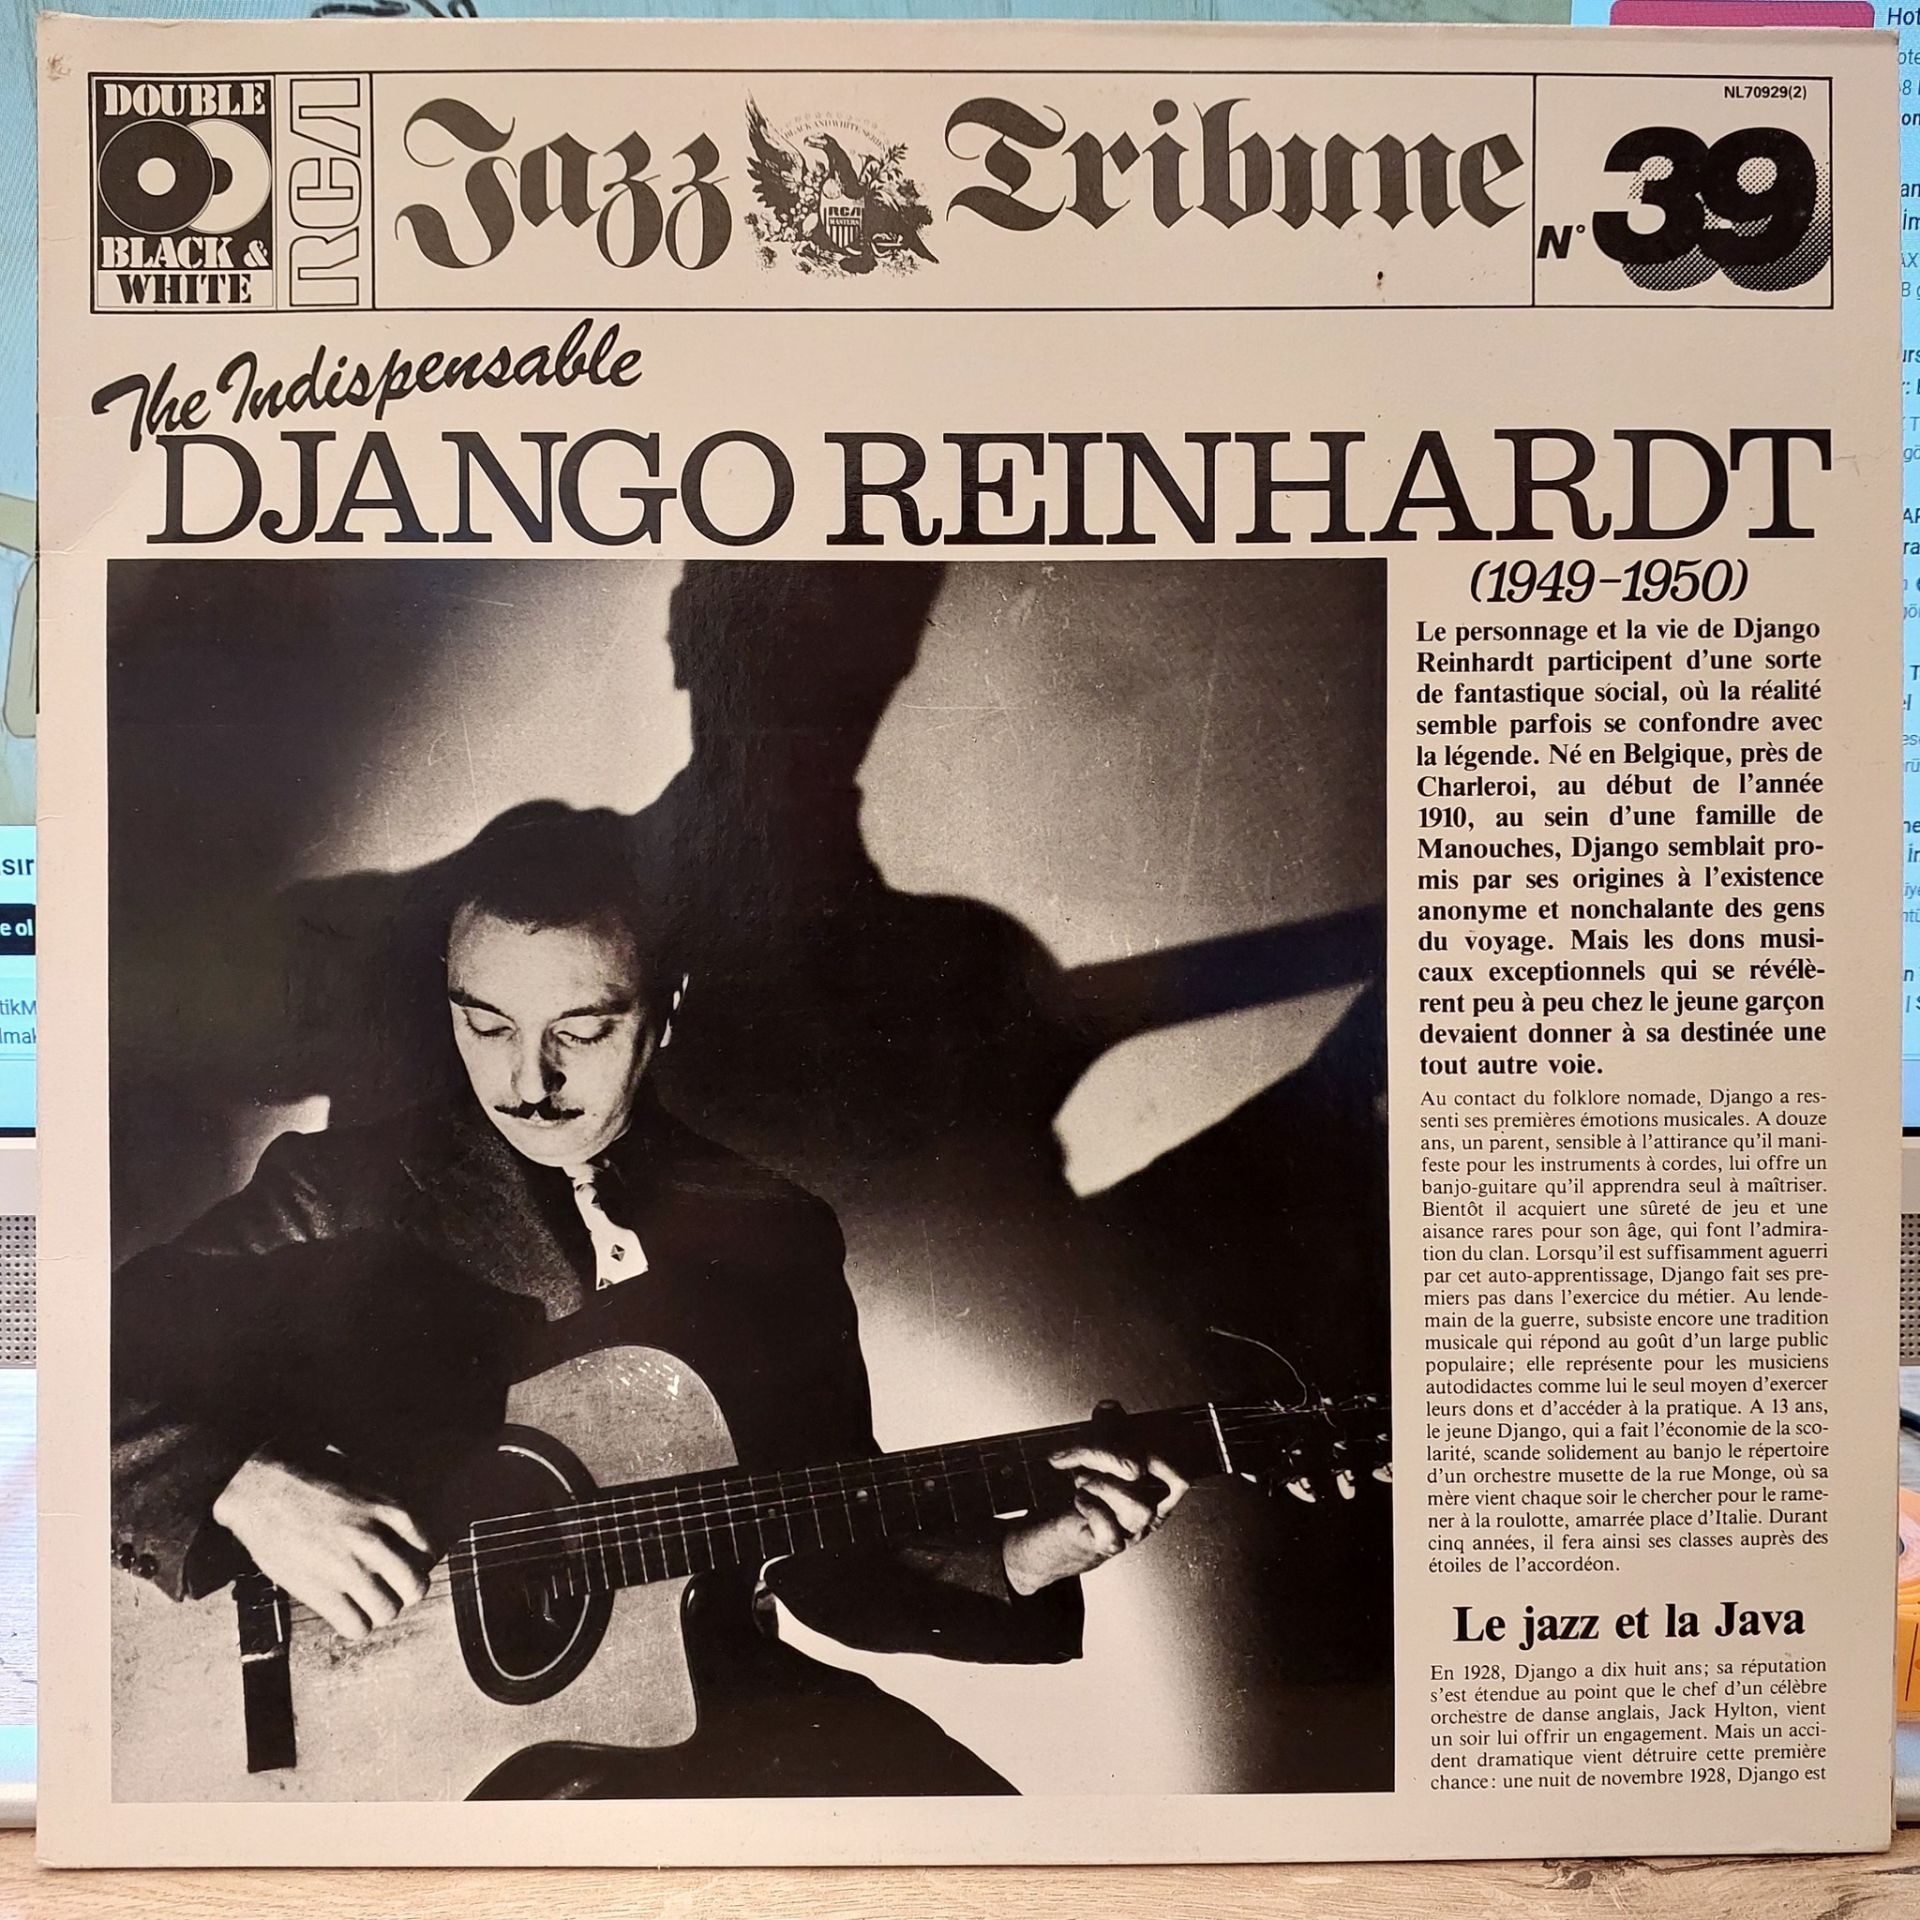 DOUBLE
BLACK &
WHITE
RCA
Jazz
BLACK AND WHITE SERIES
RCA
MASTERS
Tribune
NL70929(2)
N° 39
The Indispensable
DJANGO REINHARDT
(1949-1950)
Le personnage et la vie de Django
Reinhardt participent d'une sorte
de fantastique social, où la réalité
semble parfois se confondre avec
la légende. Né en Belgique, près de
Charleroi, au début de l'année
1910, au sein d'une famille de
Manouches, Django semblait pro-
mis par ses origines à l'existence
anonyme et nonchalante des gens
du voyage. Mais les dons musi-
caux exceptionnels qui se révélè-
rent peu à peu chez le jeune garçon
devaient donner à sa destinée une
tout autre voie.
Au contact du folklore nomade, Django a res-
senti ses premières émotions musicales. A douze
ans, un parent, sensible à l'attirance qu'il mani-
feste pour les instruments à cordes, lui offre un
banjo-guitare qu'il apprendra seul à maîtriser.
Bientôt il acquiert une sûreté de jeu et une
aisance rares pour son âge, qui font l'admira-
tion du clan. Lorsqu'il est suffisamment aguerri
par cet auto-apprentissage, Django fait ses pre-
miers pas dans l'exercice du métier. Au lende-
main de la guerre, subsiste encore une tradition
musicale qui répond au goût d'un large public
populaire; elle représente pour les musiciens
autodidactes comme lui le seul moyen d'exercer
leurs dons et d'accéder à la pratique. A 13 ans,
le jeune Django, qui a fait l'économie de la sco-
larité, scande solidement au banjo le répertoire
d'un orchestre musette de la rue Monge, où sa
mère vient chaque soir le chercher pour le rame-
ner à la roulotte, amarrée place d'Italie. Durant
cinq années, il fera ainsi ses classes auprès des
étoiles de l'accordéon.
Le jazz et la Java
En 1928, Django a dix huit ans; sa réputation
s'est étendue au point que le chef d'un célèbre
orchestre de danse anglais, Jack Hylton, vient
un soir lui offrir un engagement. Mais un acci-
dent dramatique vient détruire cette première
chance: une nuit de novembre 1928, Django est